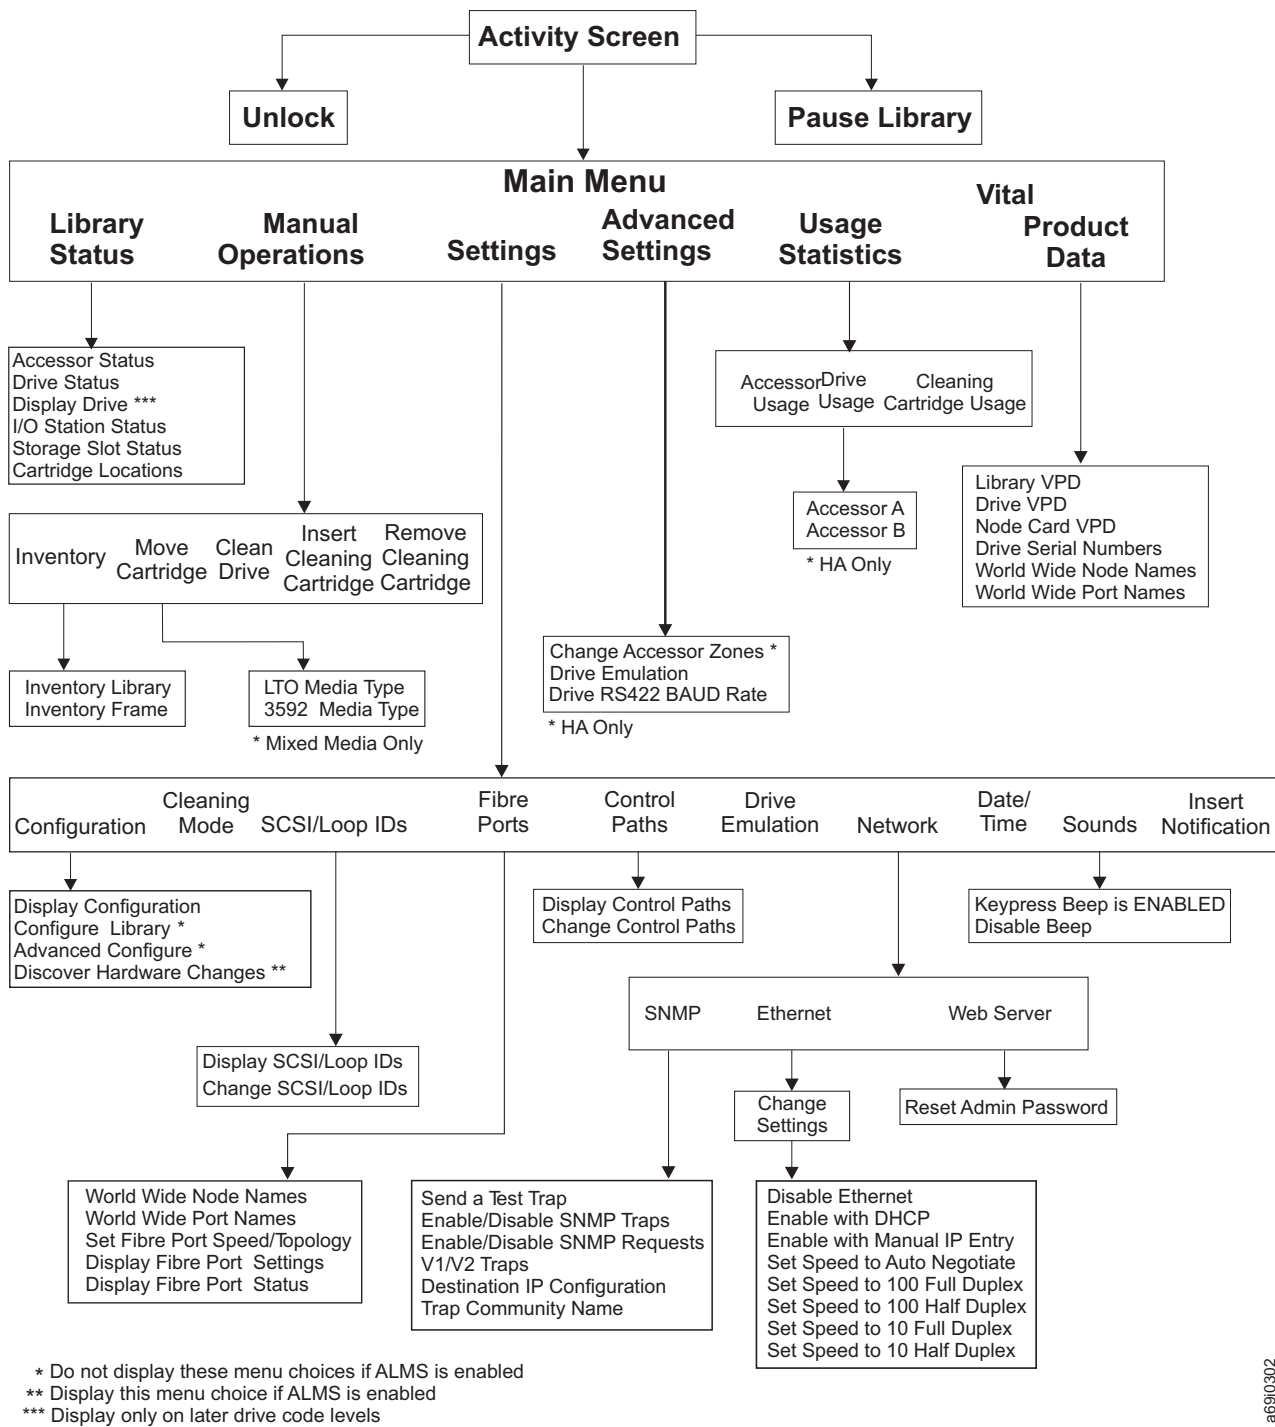 Activity Screen
Unlock
Pause Library
Main Menu
Library
Status
Manual
Operations
Settings
Advanced
Settings
Usage
Statistics
Vital
Product
Data
Accessor Status
Drive Status
Display Drive ***
I/O Station Status
Storage Slot Status
Cartridge Locations
Accessor
Usage
Drive
Usage
Cleaning
Cartridge Usage
Accessor A
Accessor B
* HA Only
Library VPD
Drive VPD
Node Card VPD
Drive Serial Numbers
World Wide Node Names
World Wide Port Names
Inventory
Move
Cartridge
Clean
Drive
Insert
Cleaning
Cartridge
Remove
Cleaning
Cartridge
Inventory Library
Inventory Frame
LTO Media Type
3592 Media Type
* Mixed Media Only
Change Accessor Zones *
Drive Emulation
Drive RS422 BAUD Rate
* HA Only
Configuration
Cleaning
Mode
SCSI/Loop IDs
Fibre
Ports
Control
Paths
Drive
Emulation
Network
Date/
Time
Sounds
Insert
Notification
Display Configuration
Configure Library *
Advanced Configure *
Discover Hardware Changes **
Display Control Paths
Change Control Paths
Keypress Beep is ENABLED
Disable Beep
SNMP
Ethernet
Web Server
Display SCSI/Loop IDs
Change SCSI/Loop IDs
Change
Settings
Reset Admin Password
World Wide Node Names
World Wide Port Names
Set Fibre Port Speed/Topology
Display Fibre Port Settings
Display Fibre Port Status
Send a Test Trap
Enable/Disable SNMP Traps
Enable/Disable SNMP Requests
V1/V2 Traps
Destination IP Configuration
Trap Community Name
Disable Ethernet
Enable with DHCP
Enable with Manual IP Entry
Set Speed to Auto Negotiate
Set Speed to 100 Full Duplex
Set Speed to 100 Half Duplex
Set Speed to 10 Full Duplex
Set Speed to 10 Half Duplex
* Do not display these menu choices if ALMS is enabled
** Display this menu choice if ALMS is enabled
*** Display only on later drive code levels
a69i0302